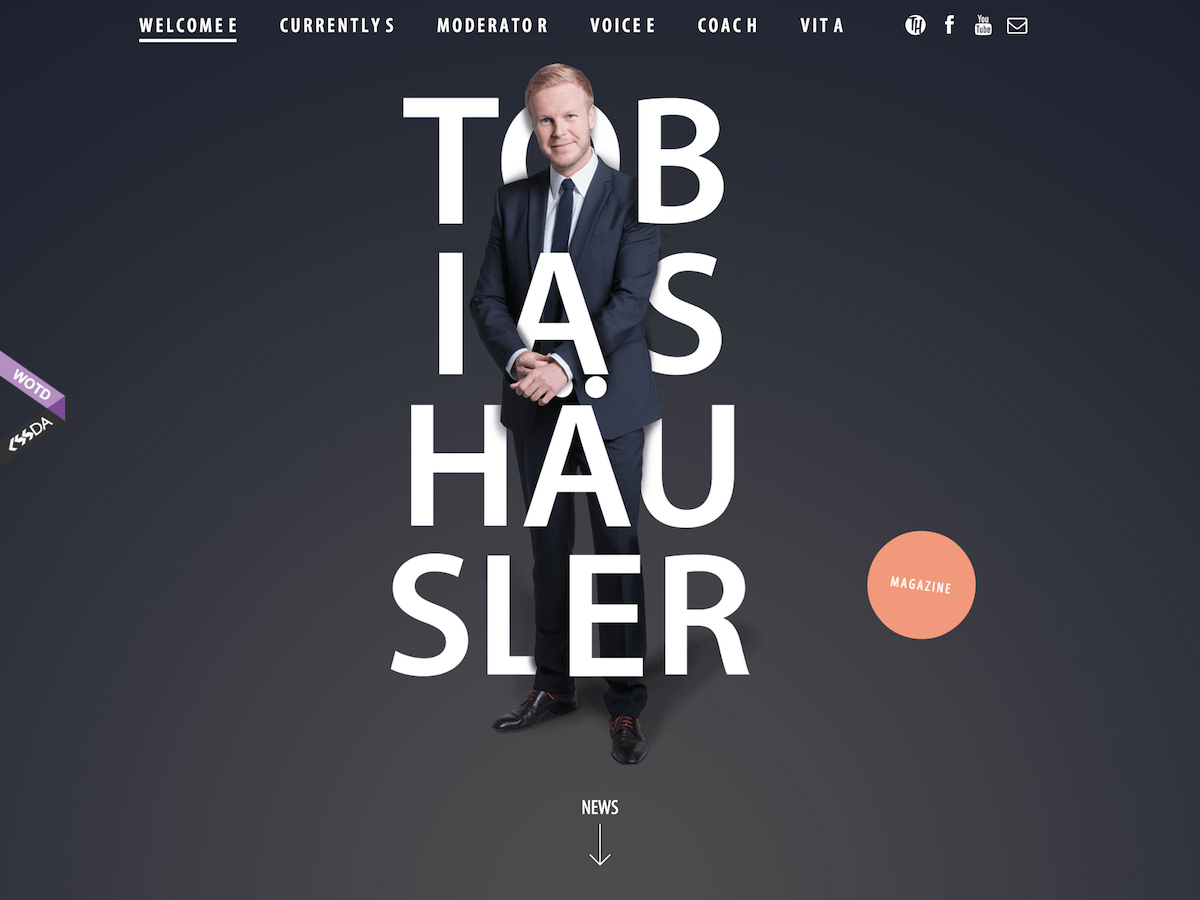 WELCOME E CURRENTLY S MODERATO R VOICE E COAC H VIT A TH f You Tube
TOB
IAS
HÄU
SLER
WOTD
CSSDA
MAGAZINE
NEWS